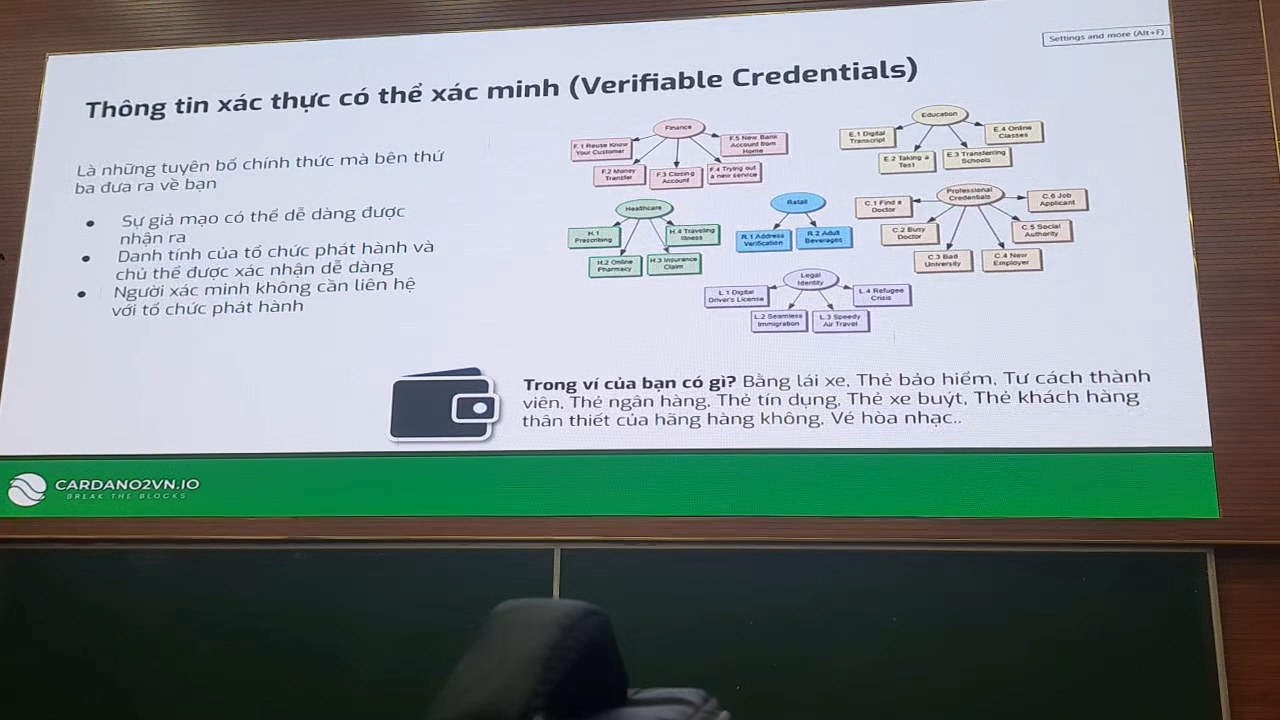 Settings and more (Alt+F)
Thông tin xác thực có thể xác minh (Verifiable Credentials)
Là những tuyên bố chính thức mà bên thứ
ba đưa ra về bạn
Sự giả mạo có thể dễ dàng được
nhận ra
Danh tính của tổ chức phát hành và
chủ thể được xác nhận dễ dàng
Người xác minh không cần liên hệ
với tổ chức phát hành
Finance
F.1 Reuse Know
Your Customer
F.2 Money
Transfer
F.3 Closing
Account
F.4 Trying out
a new service
F.5 New Bank
Account from
Home
Education
E.1 Digital
Transcript
E.2 Taking a
Test
E.3 Transferring
Schools
E.4 Online
Classes
Healthcare
H.1
Prescribing
H.2 Online
Pharmacy
H.3 Insurance
Claim
H.4 Traveling
Illness
Retail
R.1 Address
Verification
R.2 Adult
Beverages
Professional
Credentials
C.1 Find a
Doctor
C.2 Busy
Doctor
C.3 Bad
University
C.4 New
Employer
C.5 Social
Authority
C.6 Job
Applicant
Legal
Identity
L.1 Digital
Driver's License
L.2 Seamless
Immigration
L.3 Speedy
Air Travel
L.4 Refugee
Crisis
Trong ví của bạn có gì? Bằng lái xe, Thẻ bảo hiểm, Tư cách thành
viên, Thẻ ngân hàng, Thẻ tín dụng, Thẻ xe buýt, Thẻ khách hàng
thân thiết của hãng hàng không, Vé hòa nhạc..
CARDANO2VN.IO
BREAK THE BLOCKS